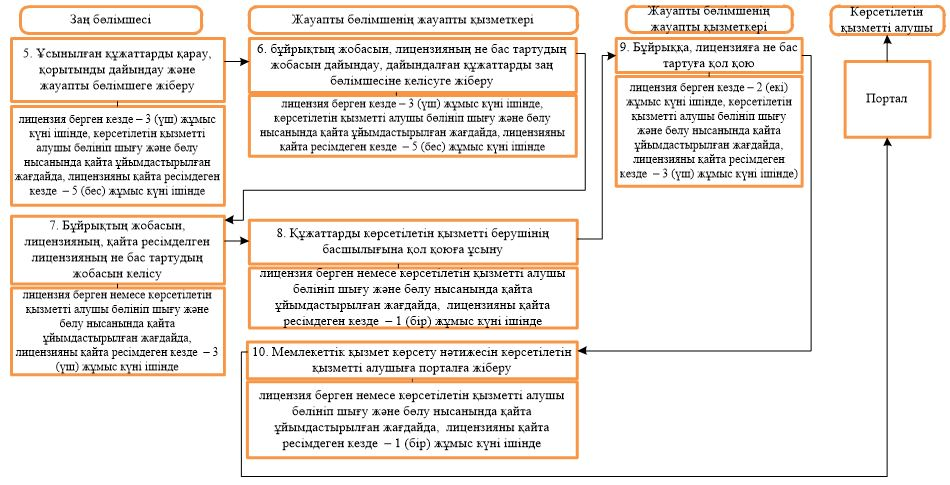 Заң бөлімшесі
Жауапты бөлімшенің жауапты қызметкері
Жауапты бөлімшенің
жауапты қызметкері
Көрсетілетін
қызметті алушы
5. Ұсынылған құжаттарды қарау,
қорытынды дайындау және
жауапты бөлімшеге жіберу
лицензия берген кезде – 3 (үш) жұмыс
күні ішінде, көрсетілетін қызметті
алушы бөлініп шығу және бөлу
нысанында қайта ұйымдастырылған
жағдайда, лицензияны қайта ресімдеген
кезде – 5 (бес) жұмыс күні ішінде
6. бұйрықтың жобасын, лицензияның не бас тартудың
жобасын дайындау, дайындалған құжаттарды заң
бөлімшесіне келісуге жіберу
лицензия берген кезде – 3 (үш) жұмыс күні ішінде,
көрсетілетін қызметті алушы бөлініп шығу және бөлу
нысанында қайта ұйымдастырылған жағдайда, лицензияны
қайта ресімдеген кезде – 5 (бес) жұмыс күні ішінде
9. Бұйрыққа, лицензияға не бас
тартуға қол қою
лицензия берген кезде – 2 (екі)
жұмыс күні ішінде, көрсетілетін
қызметті алушы бөлініп шығу
және бөлу нысанында қайта
ұйымдастырылған жағдайда,
лицензияны қайта ресімдеген
кезде – 3 (үш) жұмыс күні ішінде)
Портал
7. Бұйрықтың жобасын,
лицензияның, қайта ресімделген
лицензияның не бас тартудың
жобасын келісу
лицензия берген немесе көрсетілетін
қызметті алушы бөлініп шығу және
бөлу нысанында қайта
ұйымдастырылған жағдайда,
лицензияны қайта ресімдеген кезде – 3
(үш) жұмыс күні ішінде
8. Құжаттарды көрсетілетін қызметті берушінің
басшылығына қол қоюға ұсыну
лицензия берген немесе көрсетілетін қызметті алушы
бөлініп шығу және бөлу нысанында қайта
ұйымдастырылған жағдайда, лицензияны қайта
ресімдеген кезде – 1 (бір) жұмыс күні ішінде
10. Мемлекеттік қызмет көрсету нәтижесін көрсетілетін
қызметті алушыға порталға жіберу
лицензия берген немесе көрсетілетін қызметті алушы
бөлініп шығу және бөлу нысанында қайта
ұйымдастырылған жағдайда, лицензияны қайта
ресімдеген кезде – 1 (бір) жұмыс күні ішінде